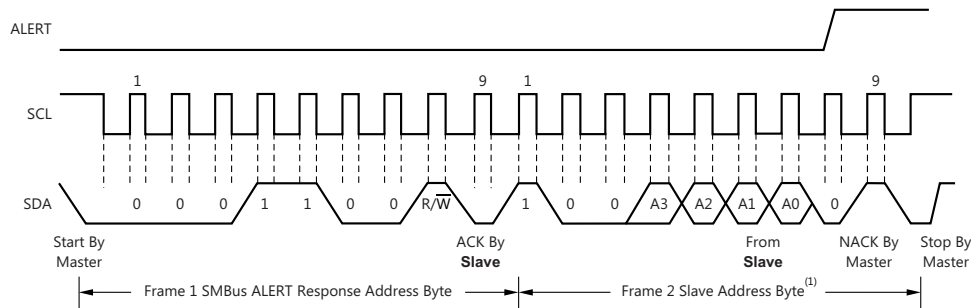 ALERT
1 9 1 9
SCL
SDA 0 0 0 1 1 0 0 R/W̅ 1 0 0 A3 A2 A1 A0 0
Start By
Master
ACK By
Slave
From
Slave
NACK By
Master
Stop By
Master
Frame 1 SMBus ALERT Response Address Byte
Frame 2 Slave Address Byte(1)